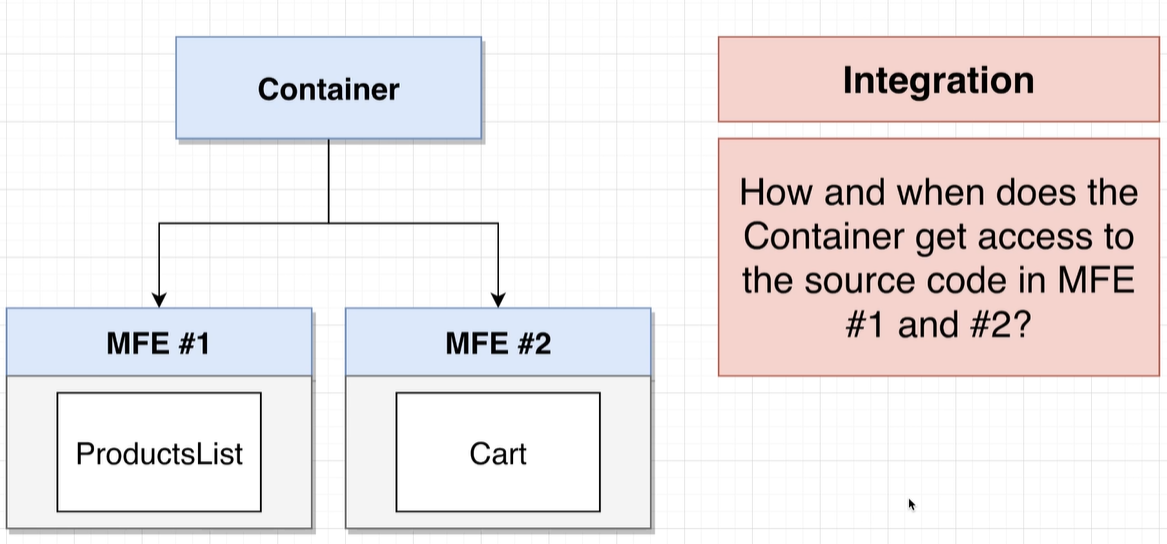 Container
MFE #1
ProductsList
MFE #2
Cart
Integration
How and when does the
Container get access to
the source code in MFE
#1 and #2?